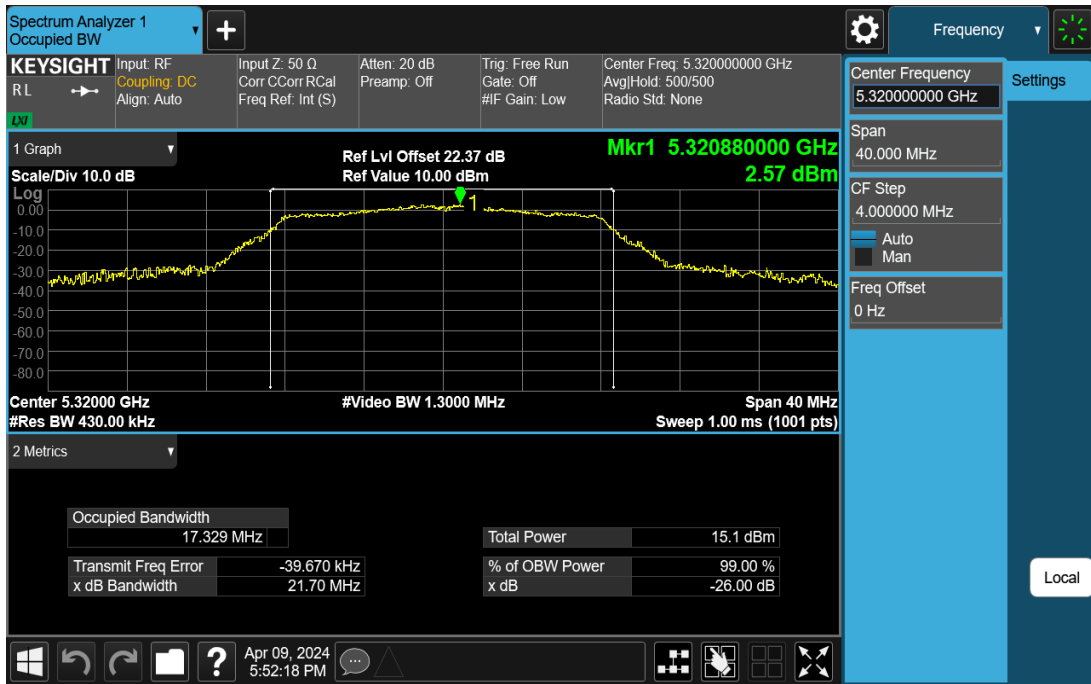 Spectrum Analyzer 1
Occupied BW
+
Frequency
KEYSIGHT
R L
LXI
Input: RF
Coupling: DC
Align: Auto
Input Z: 50 Ω
Corr CCorr RCal
Freq Ref: Int (S)
Atten: 20 dB
Preamp: Off
Trig: Free Run
Gate: Off
#IF Gain: Low
Center Freq: 5.320000000 GHz
Avg|Hold: 500/500
Radio Std: None
Center Frequency
5.320000000 GHz
Settings
Span
40.000 MHz
CF Step
4.000000 MHz
Auto
Man
Freq Offset
0 Hz
Local
1 Graph
Scale/Div 10.0 dB
Ref Lvl Offset 22.37 dB
Ref Value 10.00 dBm
Mkr1 5.320880000 GHz
2.57 dBm
Log
0.00
-10.0
-20.0
-30.0
-40.0
-50.0
-60.0
-70.0
-80.0
1
Center 5.32000 GHz
#Res BW 430.00 kHz
#Video BW 1.3000 MHz
Span 40 MHz
Sweep 1.00 ms (1001 pts)
2 Metrics
Occupied Bandwidth
17.329 MHz
Total Power 15.1 dBm
Transmit Freq Error -39.670 kHz
% of OBW Power 99.00 %
x dB Bandwidth 21.70 MHz
x dB -26.00 dB
?
Apr 09, 2024
5:52:18 PM